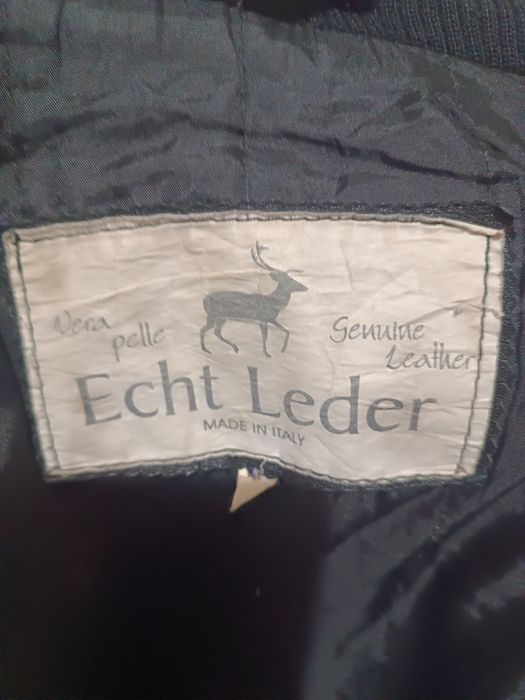 Vera
pelle
Genuine
Leather
Echt Leder
MADE IN ITALY